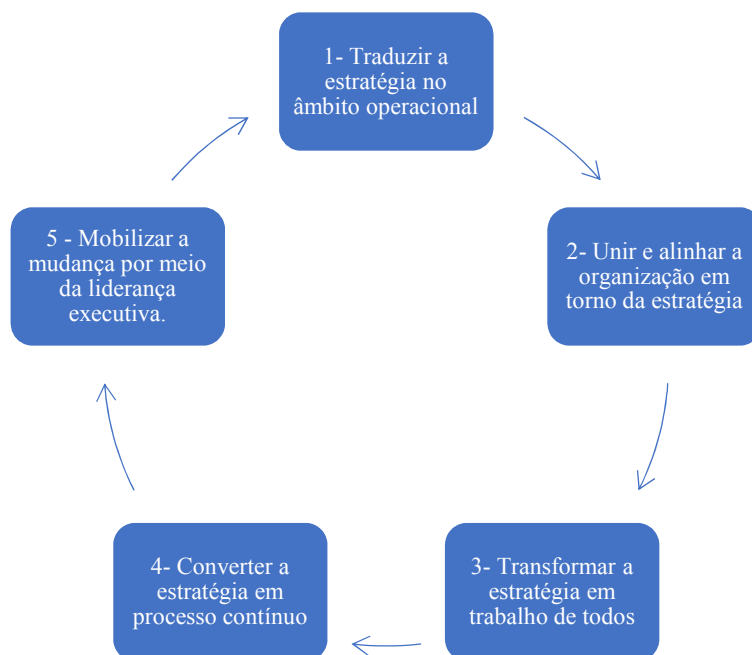 1- Traduzir a
estratégia no
âmbito operacional
2- Unir e alinhar a
organização em
torno da estratégia
3- Transformar a
estratégia em
trabalho de todos
4- Converter a
estratégia em
processo contínuo
5 - Mobilizar a
mudança por meio
da liderança
executiva.